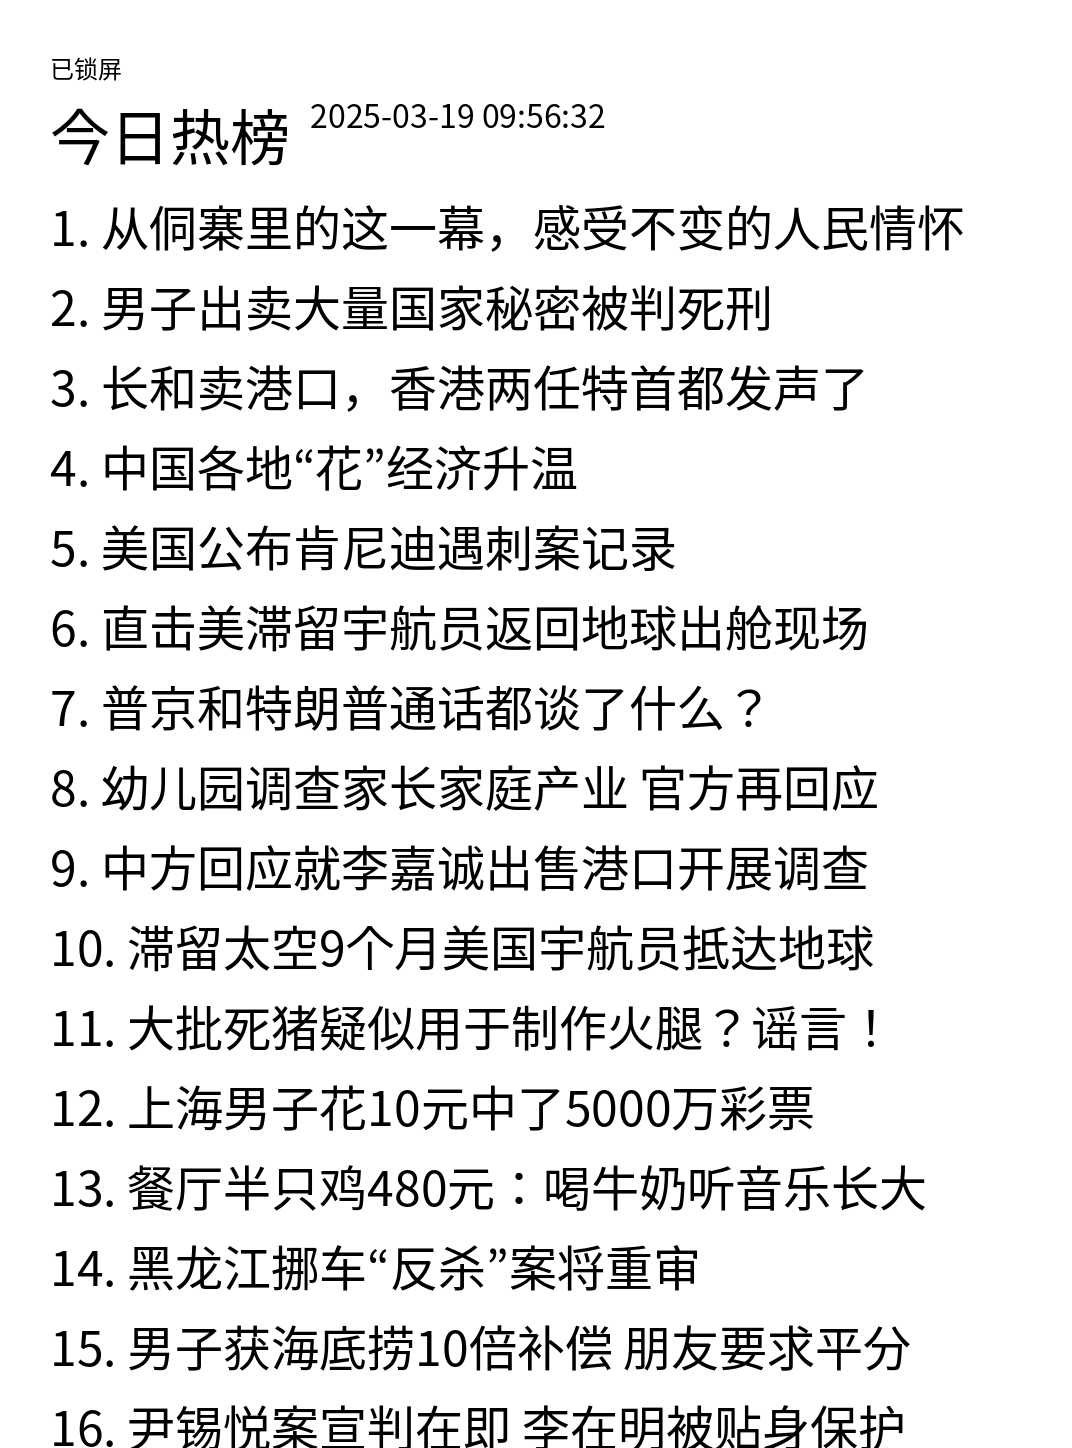 已锁屏
今日热榜 2025-03-19 09:56:32
1. 从侗寨里的这一幕，感受不变的人民情怀
2. 男子出卖大量国家秘密被判死刑
3. 长和卖港口，香港两任特首都发声了
4. 中国各地“花”经济升温
5. 美国公布肯尼迪遇刺案记录
6. 直击美滞留宇航员返回地球出舱现场
7. 普京和特朗普通话都谈了什么？
8. 幼儿园调查家长家庭产业 官方再回应
9. 中方回应就李嘉诚出售港口开展调查
10. 滞留太空9个月美国宇航员抵达地球
11. 大批死猪疑似用于制作火腿？谣言！
12. 上海男子花10元中了5000万彩票
13. 餐厅半只鸡480元：喝牛奶听音乐长大
14. 黑龙江挪车“反杀”案将重审
15. 男子获海底捞10倍补偿 朋友要求平分
16. 尹锡悦案宣判在即 李在明被贴身保护